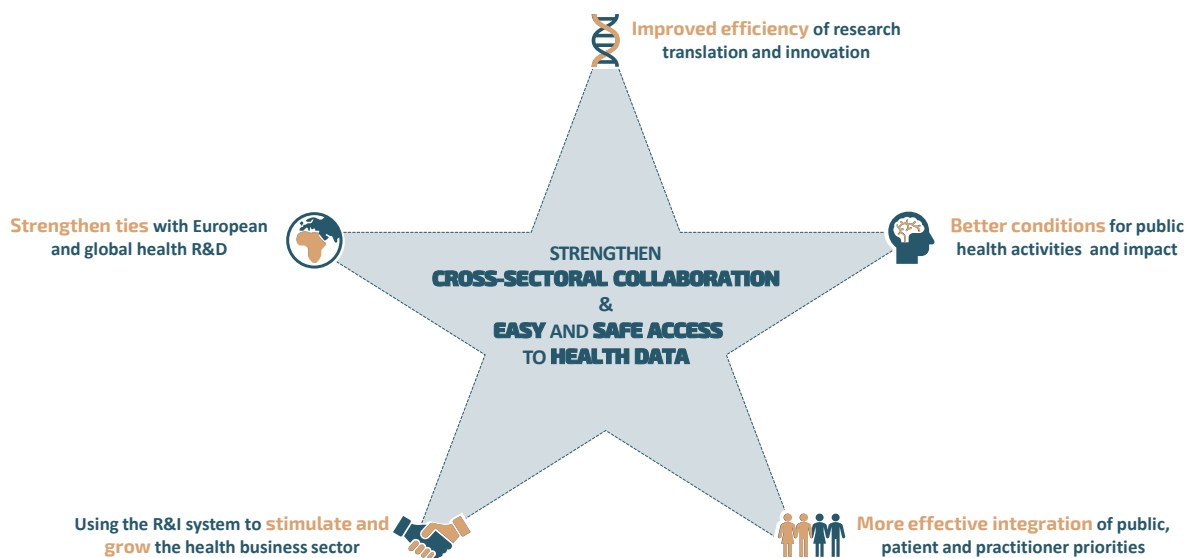 Improved efficiency of research
translation and innovation
Strengthen ties with European
and global health R&D
Better conditions for public
health activities and impact
STRENGTHEN
CROSS-SECTORAL COLLABORATION
&
EASY AND SAFE ACCESS
TO HEALTH DATA
Using the R&I system to stimulate and
grow the health business sector
More effective integration of public,
patient and practitioner priorities